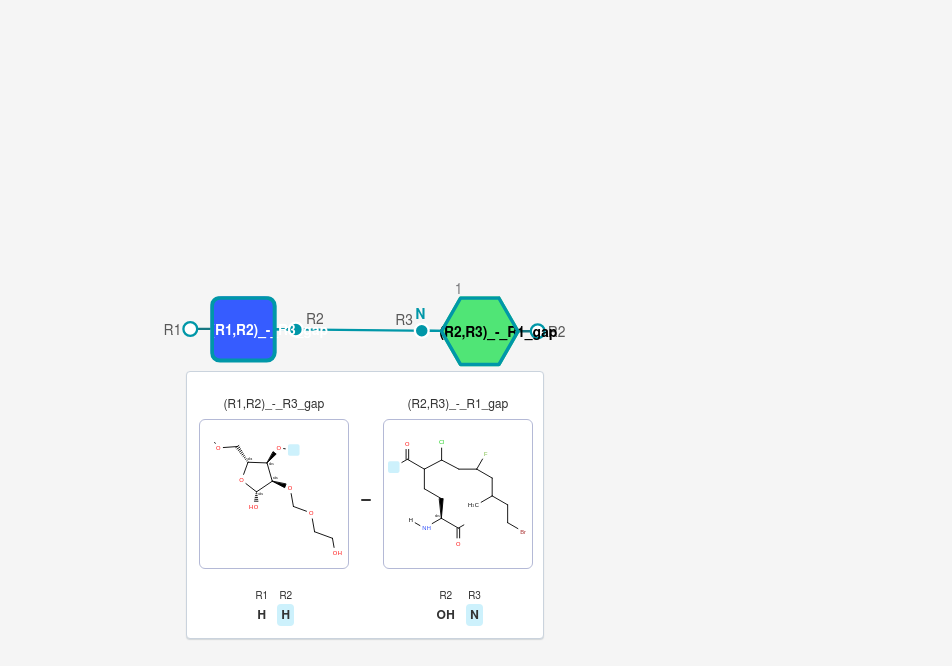 1
R1
R1,R2)_-_R3_gap
R2
R3
N
(R2,R3)_-_R1_gap
R2
(R1,R2)_-_R3_gap
(R2,R3)_-_R1_gap
O
O
O
HO
O
O
OH
O
Cl
F
H₃C
Br
H
NH
O
R1 R2
H H
R2 R3
OH N